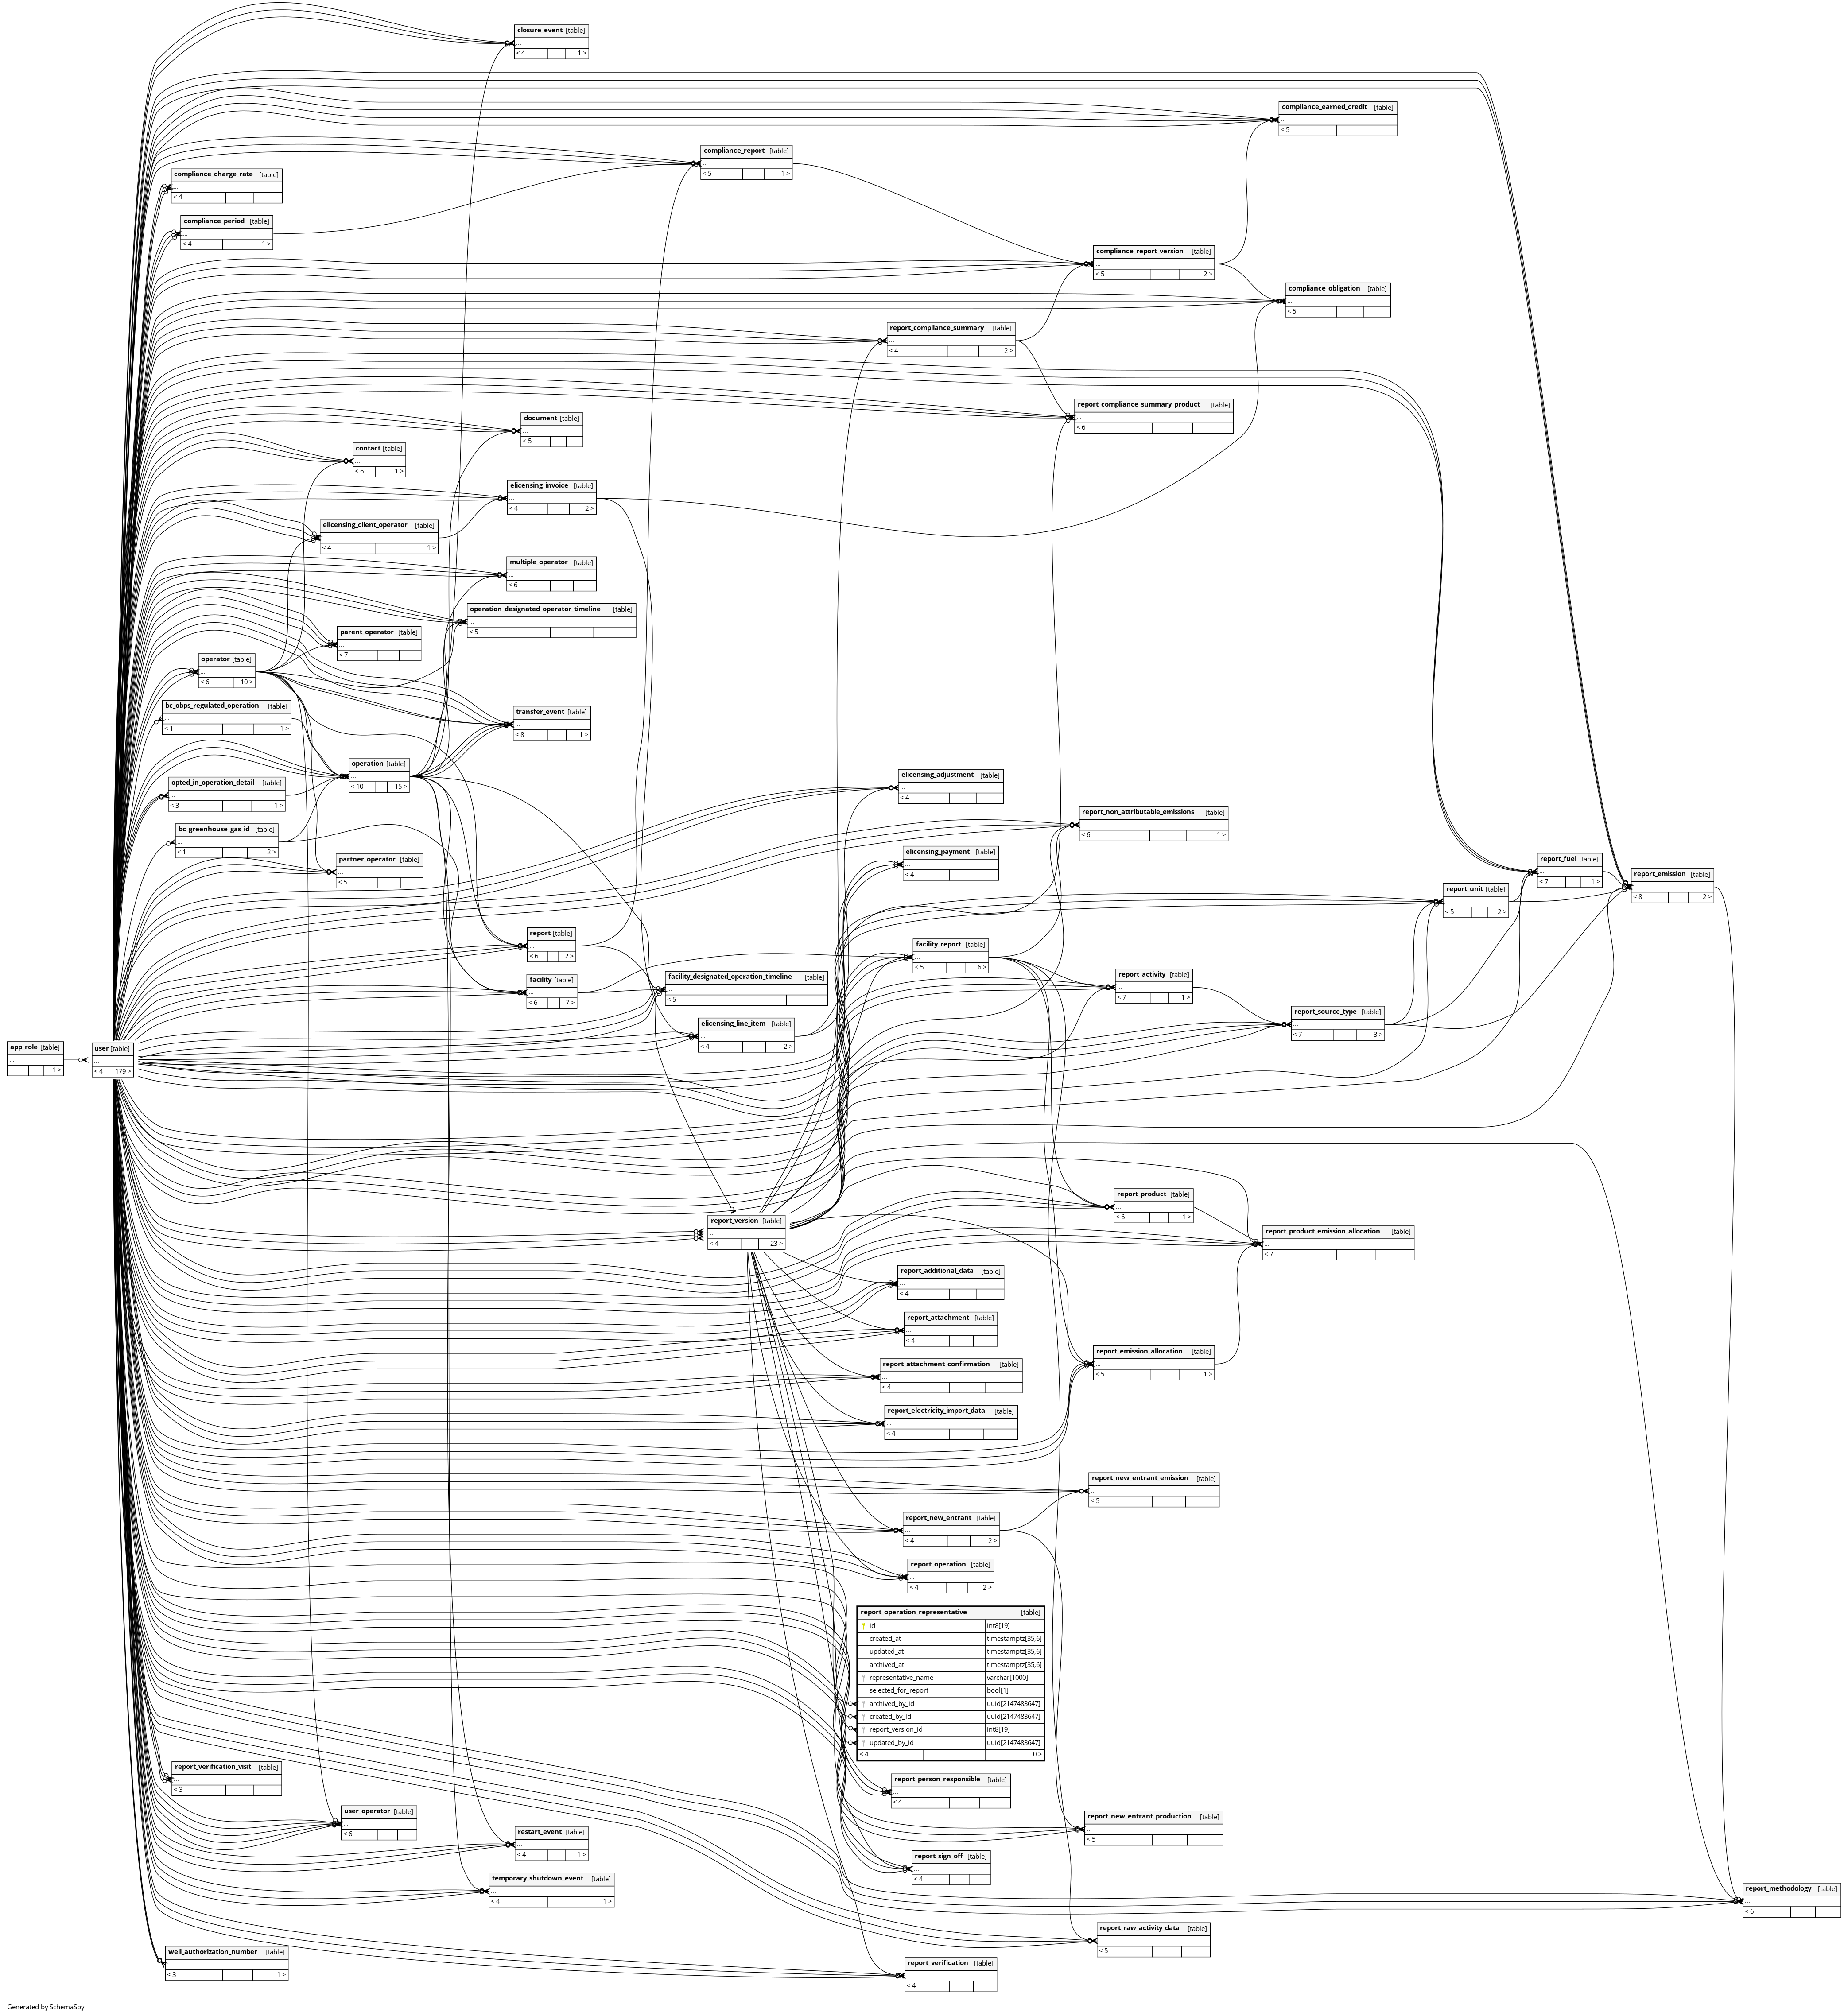 closure_event [table]
...
< 4 1 >
compliance_earned_credit [table]
...
< 5
compliance_report [table]
...
< 5 1 >
compliance_charge_rate [table]
...
< 4
compliance_period [table]
...
< 4 1 >
compliance_report_version [table]
...
< 5 2 >
compliance_obligation [table]
...
< 5
report_compliance_summary [table]
...
< 4 2 >
report_compliance_summary_product [table]
...
< 6
document [table]
...
< 5
contact [table]
...
< 6 1 >
elicensing_invoice [table]
...
< 4 2 >
elicensing_client_operator [table]
...
< 4 1 >
multiple_operator [table]
...
< 6
operation_designated_operator_timeline [table]
...
< 5
parent_operator [table]
...
< 7
operator [table]
...
< 6 10 >
bc_obps_regulated_operation [table]
...
< 1 1 >
transfer_event [table]
...
< 8 1 >
operation [table]
...
< 10 15 >
opted_in_operation_detail [table]
...
< 3 1 >
elicensing_adjustment [table]
...
< 4
report_non_attributable_emissions [table]
...
< 6 1 >
bc_greenhouse_gas_id [table]
...
< 1 2 >
partner_operator [table]
...
< 5
elicensing_payment [table]
...
< 4
report_fuel [table]
...
< 7 1 >
report_emission [table]
...
< 8 2 >
report_unit [table]
...
< 5 2 >
report [table]
...
< 6 2 >
facility_report [table]
...
< 5 6 >
facility [table]
...
< 6 7 >
facility_designated_operation_timeline [table]
...
< 5
report_activity [table]
...
< 7 1 >
report_source_type [table]
...
< 7 3 >
elicensing_line_item [table]
...
< 4 2 >
app_role [table]
...
1 >
user [table]
...
< 4 179 >
report_product [table]
...
< 6 1 >
report_version [table]
...
< 4 23 >
report_product_emission_allocation [table]
...
< 7
report_additional_data [table]
...
< 4
report_attachment [table]
...
< 4
report_emission_allocation [table]
...
< 5 1 >
report_attachment_confirmation [table]
...
< 4
report_electricity_import_data [table]
...
< 4
report_new_entrant_emission [table]
...
< 5
report_new_entrant [table]
...
< 4 2 >
report_operation [table]
...
< 4 2 >
report_operation_representative [table]
id int8[19]
created_at timestamptz[35,6]
updated_at timestamptz[35,6]
archived_at timestamptz[35,6]
representative_name varchar[1000]
selected_for_report bool[1]
archived_by_id uuid[2147483647]
created_by_id uuid[2147483647]
report_version_id int8[19]
updated_by_id uuid[2147483647]
< 4 0 >
report_verification_visit [table]
...
< 3
report_person_responsible [table]
...
< 4
user_operator [table]
...
< 6
report_new_entrant_production [table]
...
< 5
restart_event [table]
...
< 4 1 >
report_sign_off [table]
...
< 4
temporary_shutdown_event [table]
...
< 4 1 >
report_methodology [table]
...
< 6
report_raw_activity_data [table]
...
< 5
well_authorization_number [table]
...
< 3 1 >
report_verification [table]
...
< 4
Generated by SchemaSpy